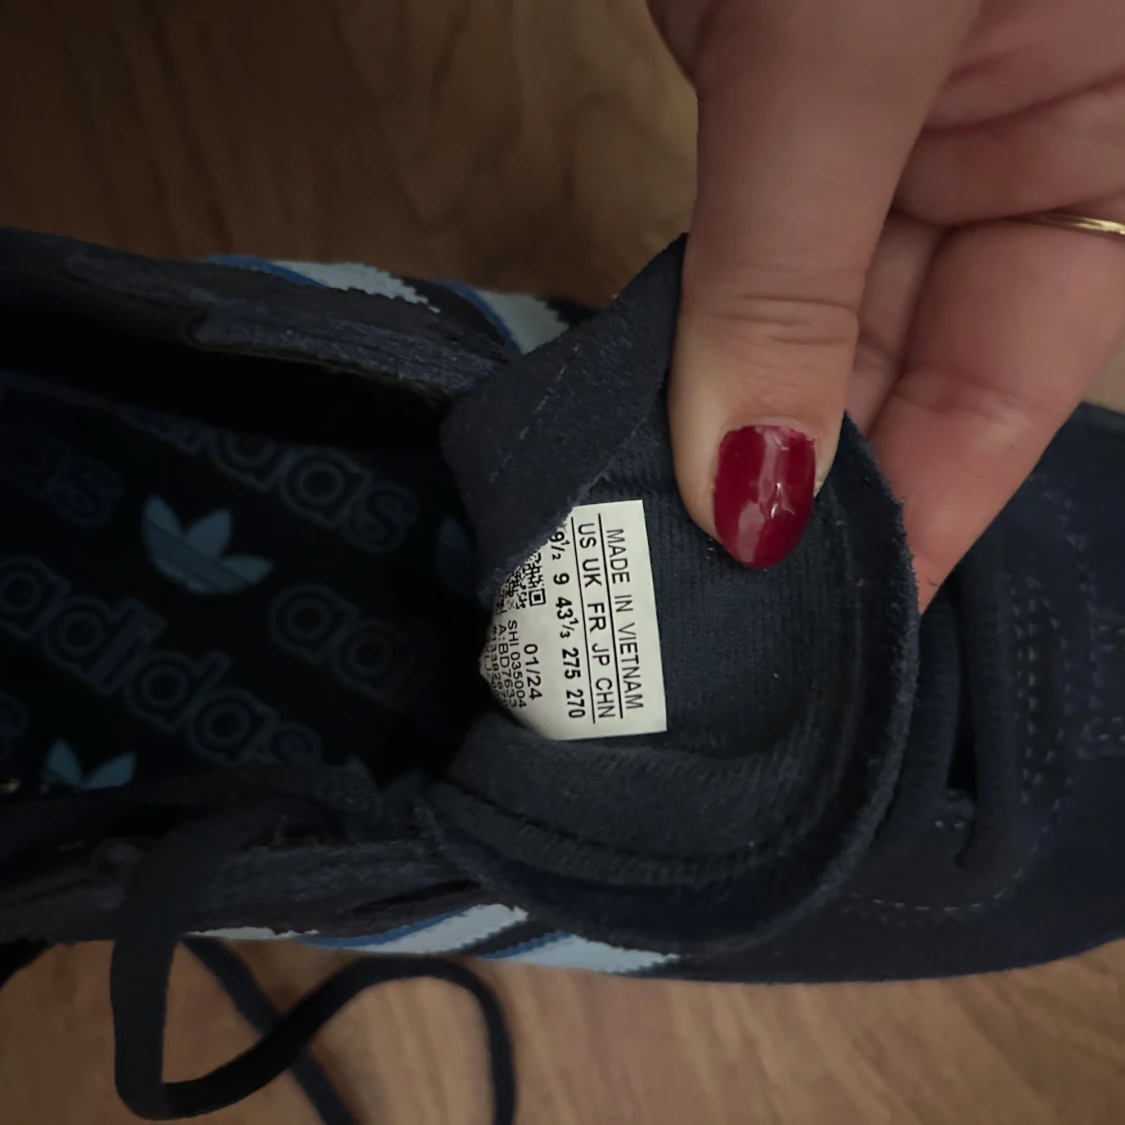 MADE IN VIETNAM
US UK FR JP CHN
9½ 9 43⅓ 275 270
01/24
SHI 035004
adidas
adidas